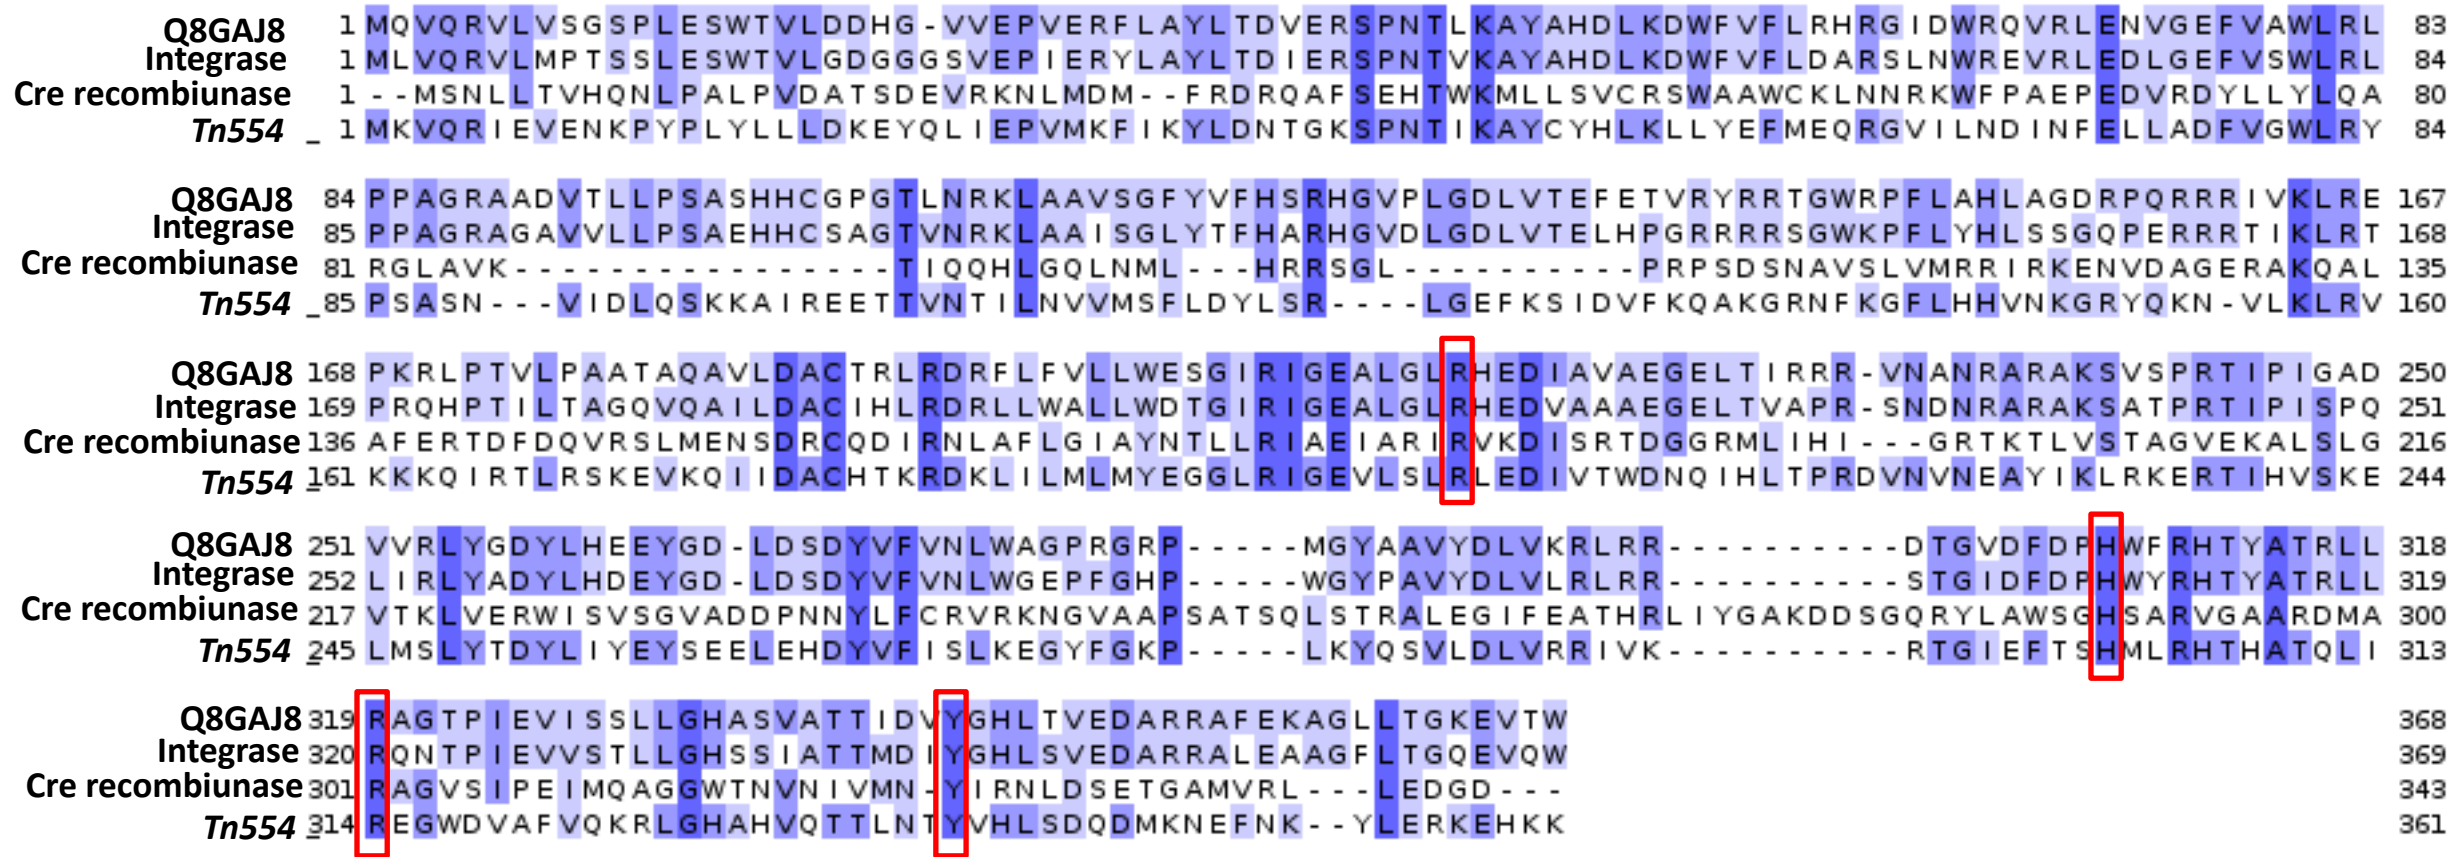 Q8GAJ8 1 MQVQRVLVSGSPLESWTVLDDHG-VVEPVERFLAYLTDVERSPNTLKAYAHDLKDWFVFLRHRGIDWRQVRLENVGEFVAWLRL 83
Integrase 1 MLVQRVLMPTSSLESWTVLGDGGGSVEPIERYLAYLTDIERSPNTVKAYAHDLKDWFVFLDARSLNWREVRLEDLGEFVSWLRL 84
Cre recombiunase 1 --MSNLLTVHQNLPALPVDATSDEVRKNLMDM--FRDRQAFSEHTWKMLLSVCRSWAAWCKLNNRKWFPAEPEDVRDYLLYLQA 80
Tn554 _ 1 MKVQRIEVENKPYPLYLLLLDKEYQLIEPVMKFIKYLDNTGKSPNTIKAYCYHLKLLYEFMEQRGVILNDINFELLADFVGWLRY 84
Q8GAJ8 84 PPAGRAADVTLLPSASHHCGPGTLNRKLAAVSGFYVFHSRHGVPLGDLVTEFETVRYRRTGWRPFLAHLAGDRPQRRRIVKLRE 167
Integrase 85 PPAGRAGAVVLLPSAEHHCSAGTVNRKLAAISGLYTFHARHGVDLGDLVTELHPGRRRRSGWKPFLYHLSSGQPERRRTIKLRT 168
Cre recombiunase 81 RGLAVK----------------TIQQHLGQLNML---HRRSGL----------PRPSDSNAVSLVMRRIRKENVDAGERAKQAL 135
Tn554 _85 PSASN---VIDLQSKKAIREETTVNTILNVVMSFLDYLSR----LGEFKSIDVFKQAKGRNFKGFLHHVNKGRYQKN-VLKLRV 160
Q8GAJ8 168 PKRLPTVLPAATAQAVLDACTRLRDRFLFVLLWESGIRIGEALGLRHEDIAVAEGELTIRRR-VNANRARAKSVSPRTIPIGAD 250
Integrase 169 PRQHPTILTAGQVQAILDACIHLRDRLLWALLWDTGIRIGEALGLRHEDVAAAEGELTVAPR-SNDNRARAKSATPRTIPISPQ 251
Cre recombiunase 136 AFERTDFDQVRSLMENSDRCQDIRNLAFLGIAYNTLLRIAEIARIRVKDISRTDGGRMLIHI---GRTKTLVSTAGVEKALSLG 216
Tn554 161 KKKQIRTLRSKEVKQIIDACHTKRDKLILMLMYEGGLRIGEVLSLRLEDIVTWDNQIHLTPRDVNVNEAYIKLRKERTIHVSKE 244
Q8GAJ8 251 VVRLYGDYLHEEYGD-LDSDYVFVNLWAGPRGRP-----MGYAAVYDLVKRLRR----------DTGVDFDPHWFRHTYATRLL 318
Integrase 252 LIRLYADYLHDEYGD-LDSDYVFVNLWGEPFGHP-----WGYPAVYDLVLRLRR----------STGIDFDPHWYRHTYATRLL 319
Cre recombiunase 217 VTKLVERWISVSGVADDPNNYLFCRVRKNGVAAPSATSQLSTRALEGIFEATHRLIYGAKDDSGQRYLAWSGHSARVGAARDMA 300
Tn554 245 LMSLYTDYLIYEYSEELEHDYVFISLKEGYFGKP-----LKYQSVLDLVRRIVK----------RTGIEFTSHMLRHTHATQLI 313
Q8GAJ8 319 RAGTPIEVISSLLGHASVATTIDVYGHLTVEDARRAFEKAGLLTGKEVTW 368
Integrase 320 RQNTPIEVVSTLLGHSSIATTMDIYGHLSVEDARRALEAAGFLTGQEVQW 369
Cre recombiunase 301 RAGVSIPEIMQAGGWTNVNIVMN-YIRNLDSETGAMVRL---LEDGD--- 343
Tn554 314 REGWDVAFVQKRLGHAHVQTTLNTYVHLSDQDMKNEFNK--YLERKEHKK 361